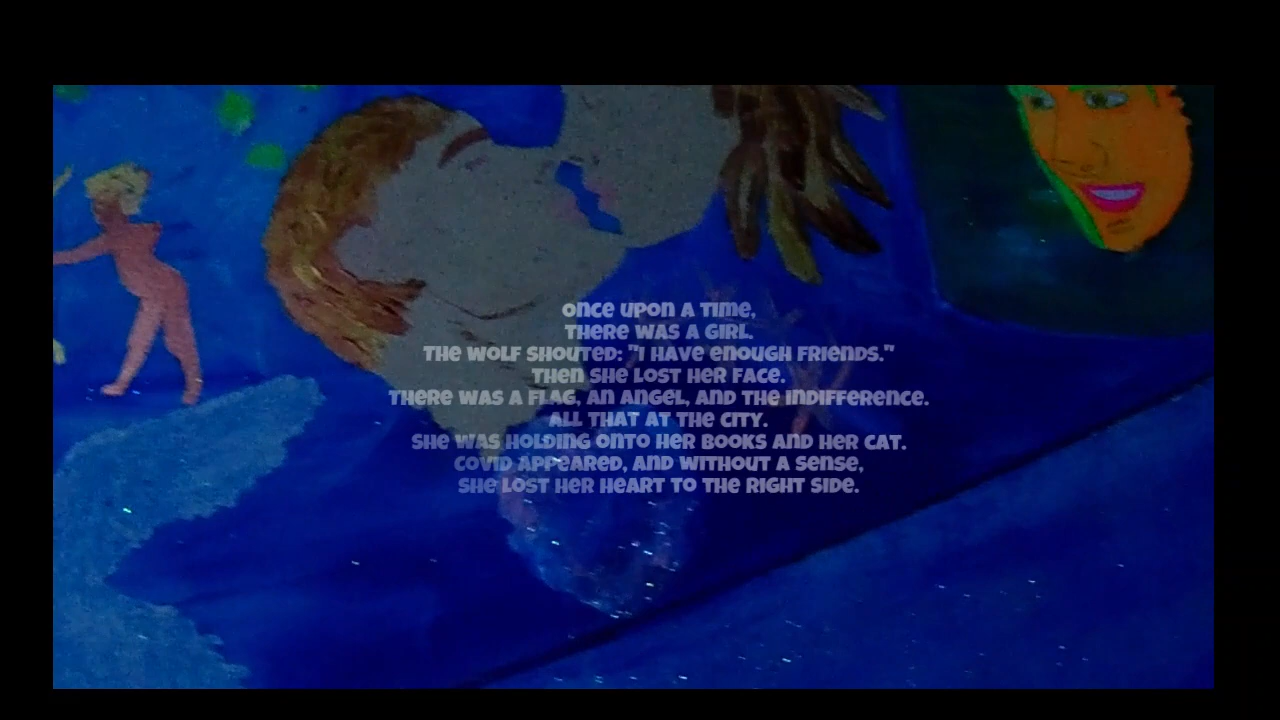 Once upon a time,
there was a girl.
The wolf shouted: "I have enough friends."
Then she lost her face.
There was a flag, an angel, and the indifference.
All that at the city.
She was holding onto her books and her cat.
Covid appeared, and without a sense,
she lost her heart to the right side.